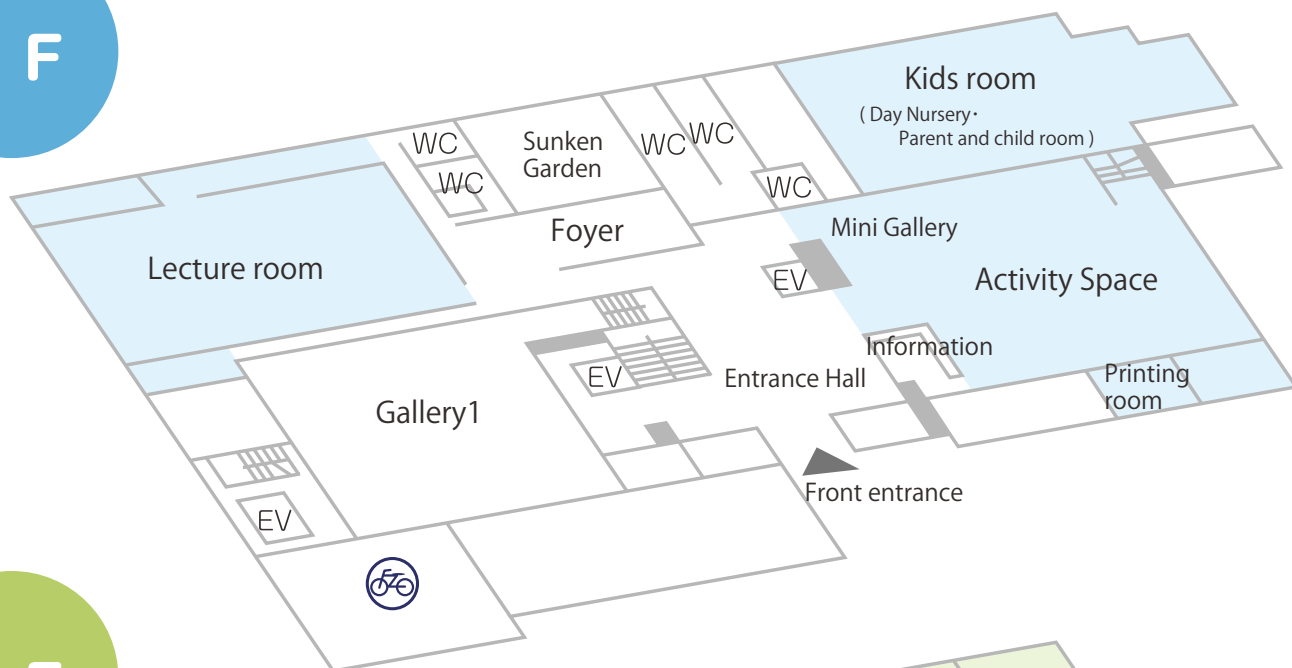 F
Kids room
( Day Nursery・
Parent and child room )
WC
WC
Sunken
Garden
WC
WC
WC
Foyer
Mini Gallery
Lecture room
EV
Activity Space
Information
EV
Entrance Hall
Printing
room
Gallery1
Front entrance
EV